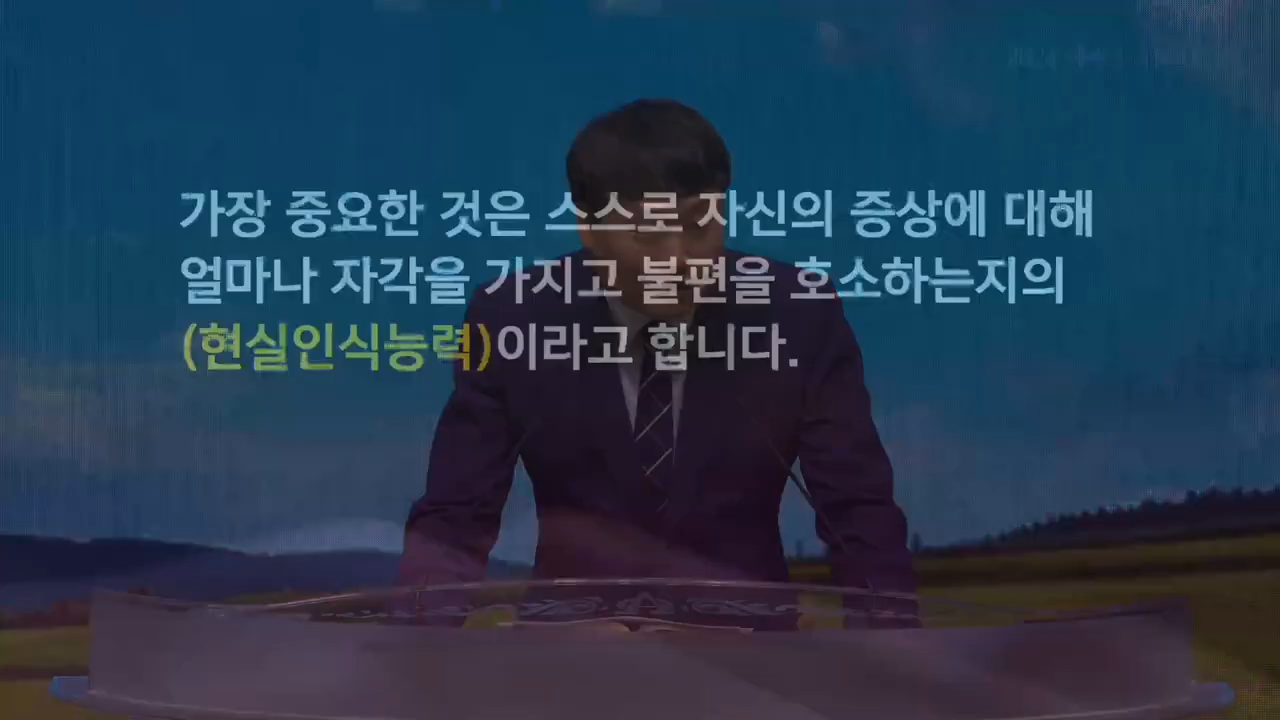 가장 중요한 것은 스스로 자신의 증상에 대해
얼마나 자각을 가지고 불편을 호소하는지의
(현실인식능력)이라고 합니다.